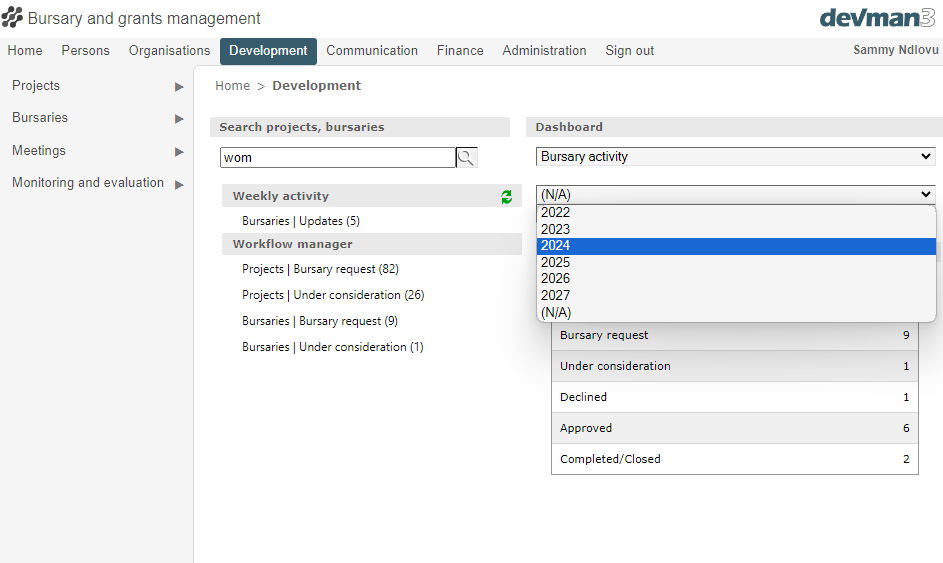 Bursary and grants management
devman3
Home Persons Organisations Development Communication Finance Administration Sign out Sammy Ndlovu
Projects
Bursaries
Meetings
Monitoring and evaluation
Home > Development
Search projects, bursaries
wom
Weekly activity
Bursaries | Updates (5)
Workflow manager
Projects | Bursary request (82)
Projects | Under consideration (26)
Bursaries | Bursary request (9)
Bursaries | Under consideration (1)
Dashboard
Bursary activity
(N/A)
2022
2023
2024
2025
2026
2027
(N/A)
Bursary request 9
Under consideration 1
Declined 1
Approved 6
Completed/Closed 2